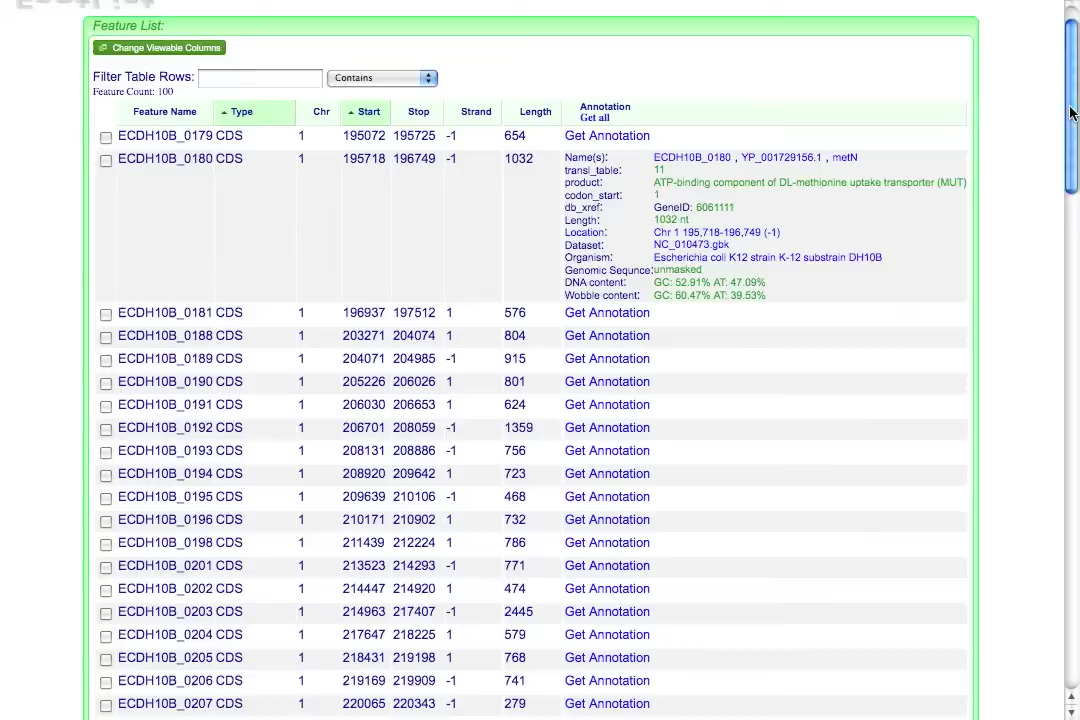 Feature List:
Change Viewable Columns
Filter Table Rows: Contains
Feature Count: 100
Feature Name Type Chr Start Stop Strand Length Annotation
Get all
ECDH10B_0179 CDS 1 195072 195725 -1 654 Get Annotation
ECDH10B_0180 CDS 1 195718 196749 -1 1032
Name(s): ECDH10B_0180 , YP_001729156.1 , metN
transl_table: 11
product: ATP-binding component of DL-methionine uptake transporter (MUT)
codon_start: 1
db_xref: GeneID: 6061111
Length: 1032 nt
Location: Chr 1 195,718-196,749 (-1)
Dataset: NC_010473.gbk
Organism: Escherichia coli K12 strain K-12 substrain DH10B
Genomic Sequnce: unmasked
DNA content: GC: 52.91% AT: 47.09%
Wobble content: GC: 60.47% AT: 39.53%
ECDH10B_0181 CDS 1 196937 197512 1 576 Get Annotation
ECDH10B_0188 CDS 1 203271 204074 1 804 Get Annotation
ECDH10B_0189 CDS 1 204071 204985 -1 915 Get Annotation
ECDH10B_0190 CDS 1 205226 206026 1 801 Get Annotation
ECDH10B_0191 CDS 1 206030 206653 1 624 Get Annotation
ECDH10B_0192 CDS 1 206701 208059 -1 1359 Get Annotation
ECDH10B_0193 CDS 1 208131 208886 -1 756 Get Annotation
ECDH10B_0194 CDS 1 208920 209642 1 723 Get Annotation
ECDH10B_0195 CDS 1 209639 210106 -1 468 Get Annotation
ECDH10B_0196 CDS 1 210171 210902 1 732 Get Annotation
ECDH10B_0198 CDS 1 211439 212224 1 786 Get Annotation
ECDH10B_0201 CDS 1 213523 214293 -1 771 Get Annotation
ECDH10B_0202 CDS 1 214447 214920 1 474 Get Annotation
ECDH10B_0203 CDS 1 214963 217407 -1 2445 Get Annotation
ECDH10B_0204 CDS 1 217647 218225 1 579 Get Annotation
ECDH10B_0205 CDS 1 218431 219198 1 768 Get Annotation
ECDH10B_0206 CDS 1 219169 219909 -1 741 Get Annotation
ECDH10B_0207 CDS 1 220065 220343 -1 279 Get Annotation